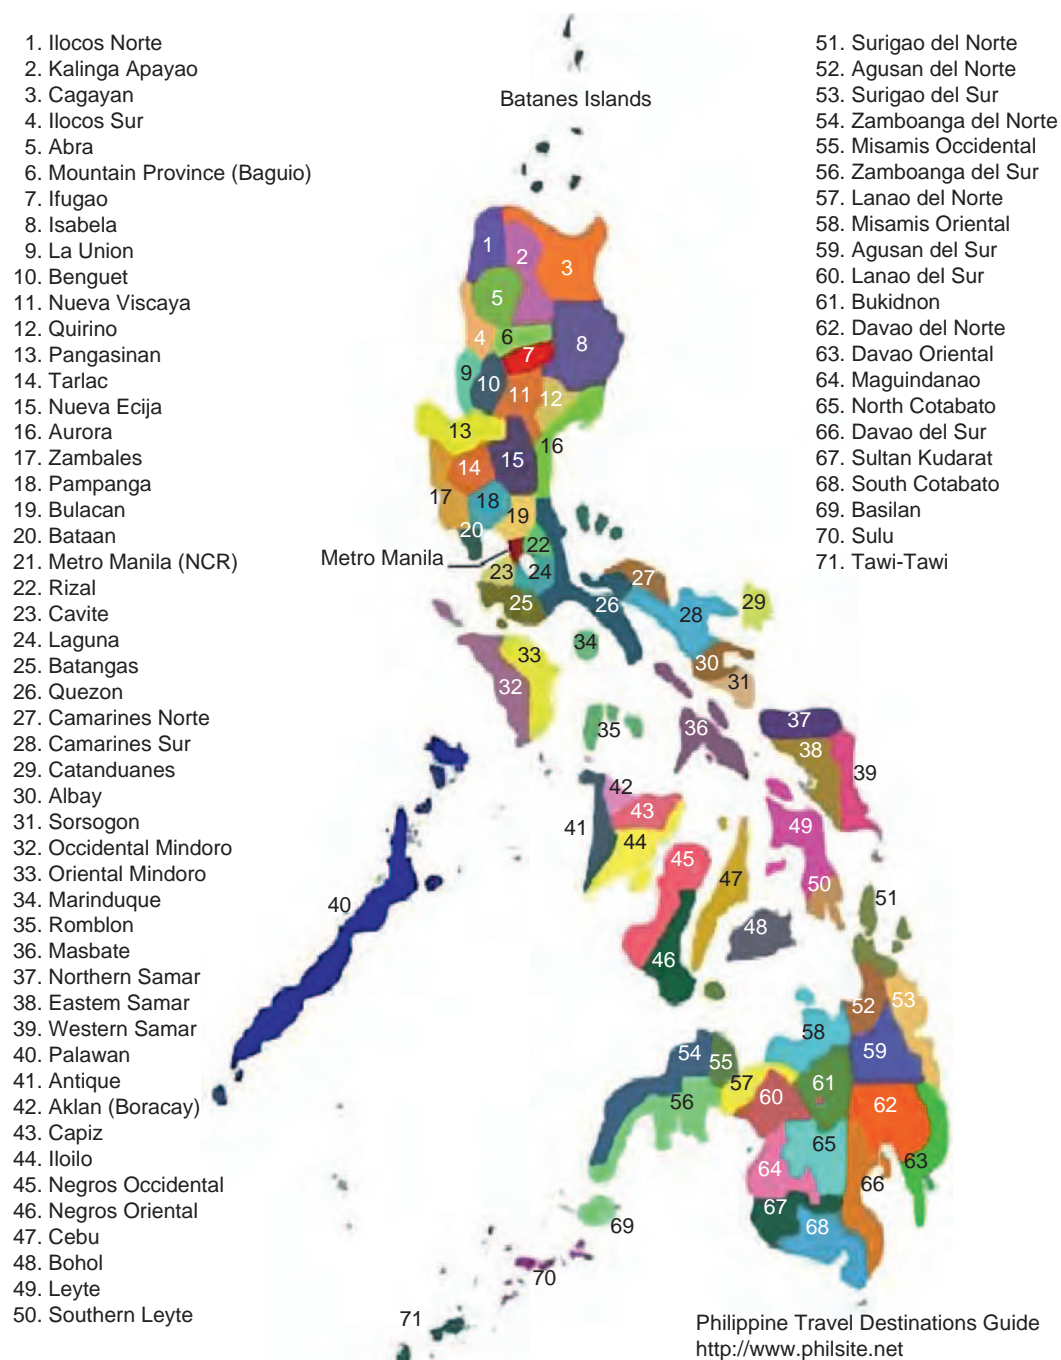 1. Ilocos Norte
2. Kalinga Apayao
3. Cagayan
4. Ilocos Sur
5. Abra
6. Mountain Province (Baguio)
7. Ifugao
8. Isabela
9. La Union
10. Benguet
11. Nueva Viscaya
12. Quirino
13. Pangasinan
14. Tarlac
15. Nueva Ecija
16. Aurora
17. Zambales
18. Pampanga
19. Bulacan
20. Bataan
21. Metro Manila (NCR)
22. Rizal
23. Cavite
24. Laguna
25. Batangas
26. Quezon
27. Camarines Norte
28. Camarines Sur
29. Catanduanes
30. Albay
31. Sorsogon
32. Occidental Mindoro
33. Oriental Mindoro
34. Marinduque
35. Romblon
36. Masbate
37. Northern Samar
38. Eastem Samar
39. Western Samar
40. Palawan
41. Antique
42. Aklan (Boracay)
43. Capiz
44. Iloilo
45. Negros Occidental
46. Negros Oriental
47. Cebu
48. Bohol
49. Leyte
50. Southern Leyte
51. Surigao del Norte
52. Agusan del Norte
53. Surigao del Sur
54. Zamboanga del Norte
55. Misamis Occidental
56. Zamboanga del Sur
57. Lanao del Norte
58. Misamis Oriental
59. Agusan del Sur
60. Lanao del Sur
61. Bukidnon
62. Davao del Norte
63. Davao Oriental
64. Maguindanao
65. North Cotabato
66. Davao del Sur
67. Sultan Kudarat
68. South Cotabato
69. Basilan
70. Sulu
71. Tawi-Tawi
Batanes Islands
1
2
3
5
4
6
7
8
9
10
11
12
13
16
14
15
17
18
19
20
Metro Manila
22
23
24
25
26
27
28
29
34
33
30
31
32
35
36
37
38
39
42
43
41
44
49
45
47
50
51
40
48
46
53
52
58
54
55
59
57
61
56
60
62
65
63
64
66
67
68
69
70
71
Philippine Travel Destinations Guide
http://www.philsite.net